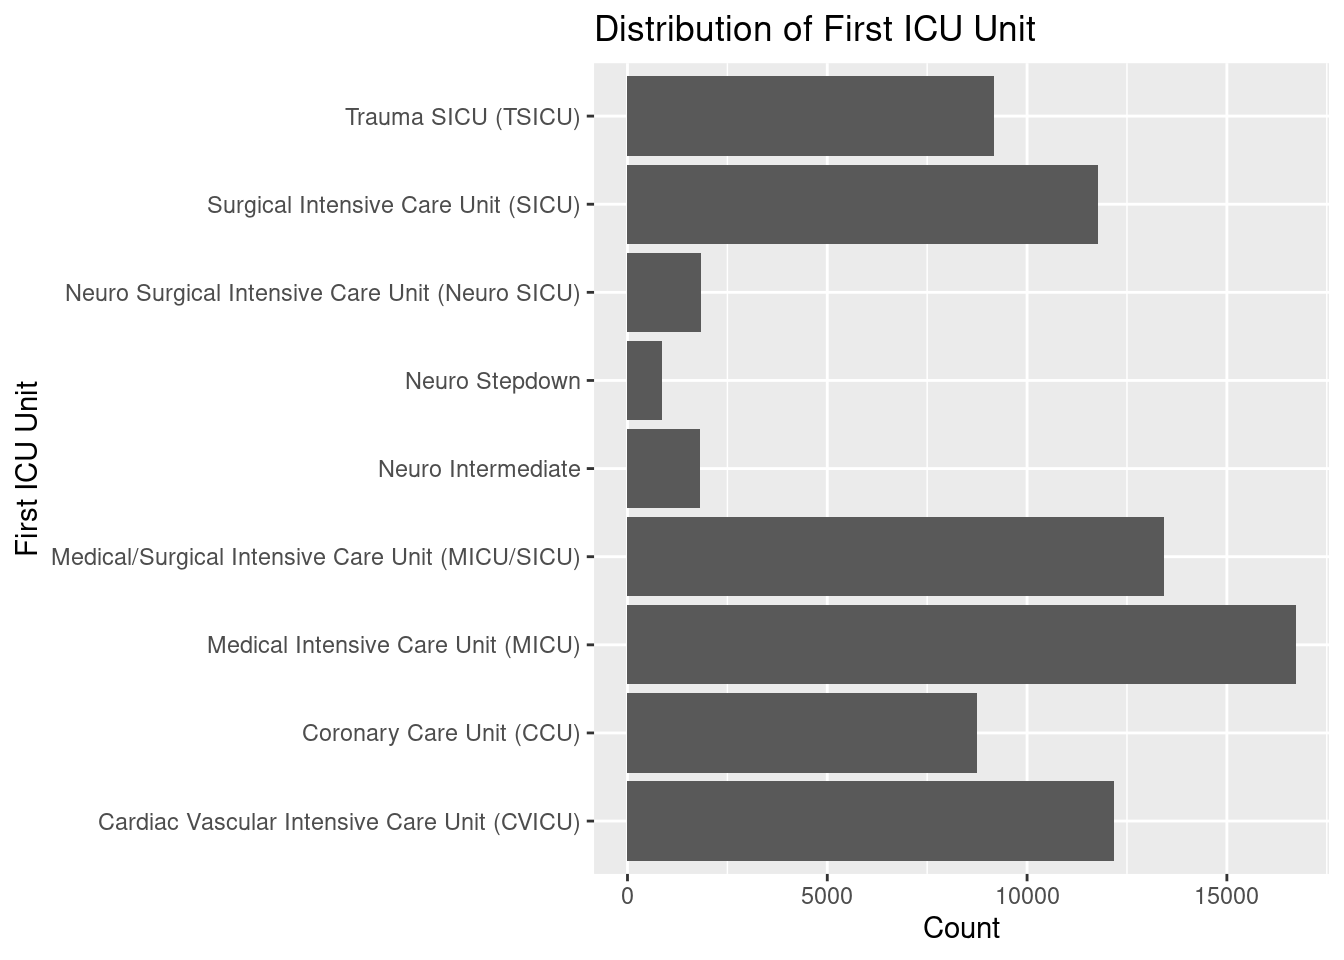 Distribution of First ICU Unit
Trauma SICU (TSICU)
Surgical Intensive Care Unit (SICU)
Neuro Surgical Intensive Care Unit (Neuro SICU)
Neuro Stepdown
Neuro Intermediate
Medical/Surgical Intensive Care Unit (MICU/SICU)
Medical Intensive Care Unit (MICU)
Coronary Care Unit (CCU)
Cardiac Vascular Intensive Care Unit (CVICU)
First ICU Unit
0 5000 10000 15000
Count